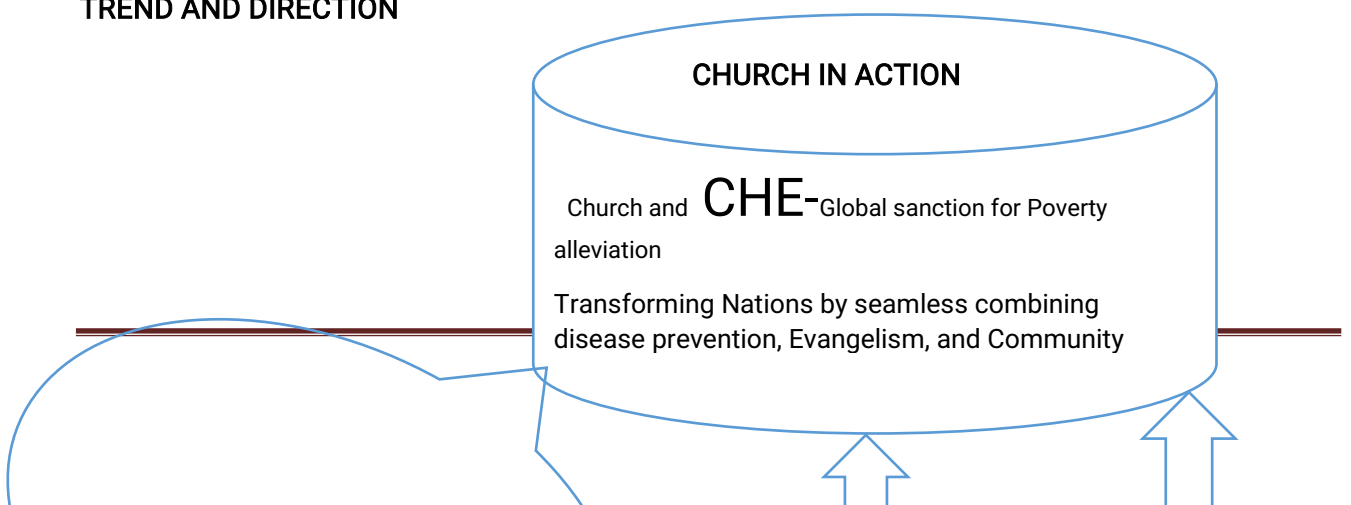 TREND AND DIRECTION
CHURCH IN ACTION
Church and CHE-Global sanction for Poverty
alleviation
Transforming Nations by seamless combining
disease prevention, Evangelism, and Community